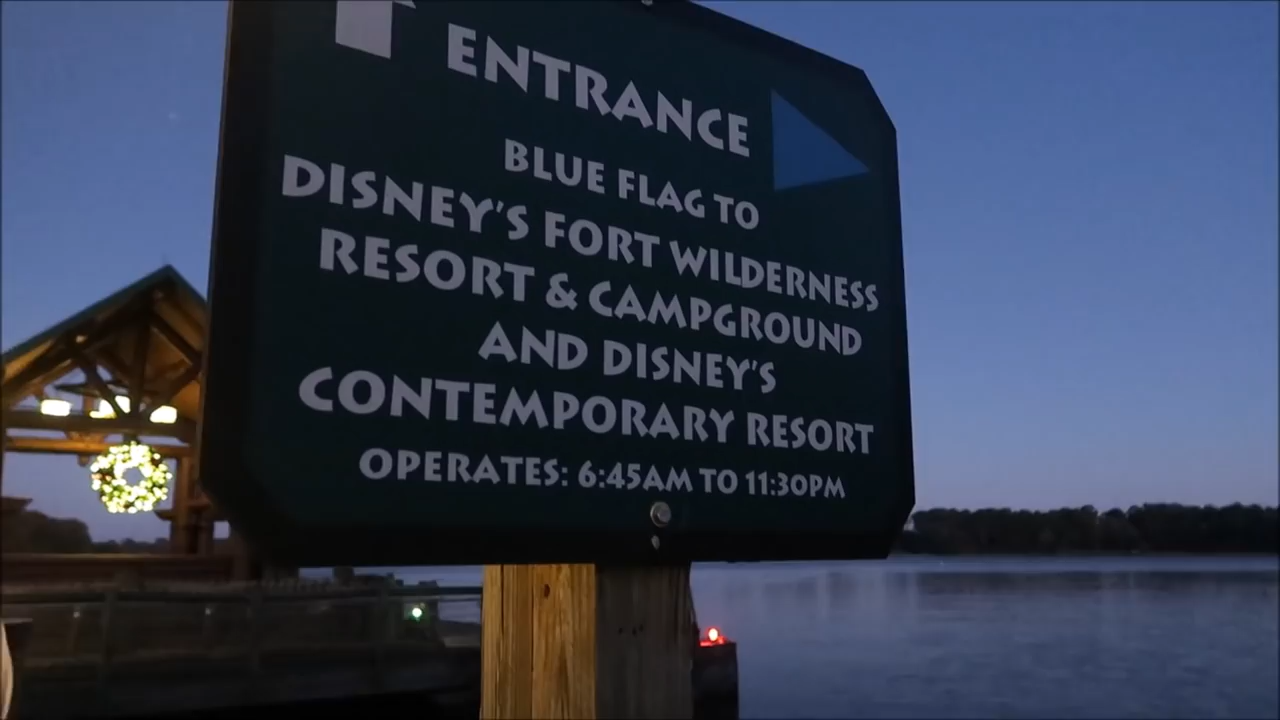 ENTRANCE
BLUE FLAG TO
DISNEY'S FORT WILDERNESS
RESORT & CAMPGROUND
AND DISNEY'S
CONTEMPORARY RESORT
OPERATES: 6:45AM TO 11:30PM